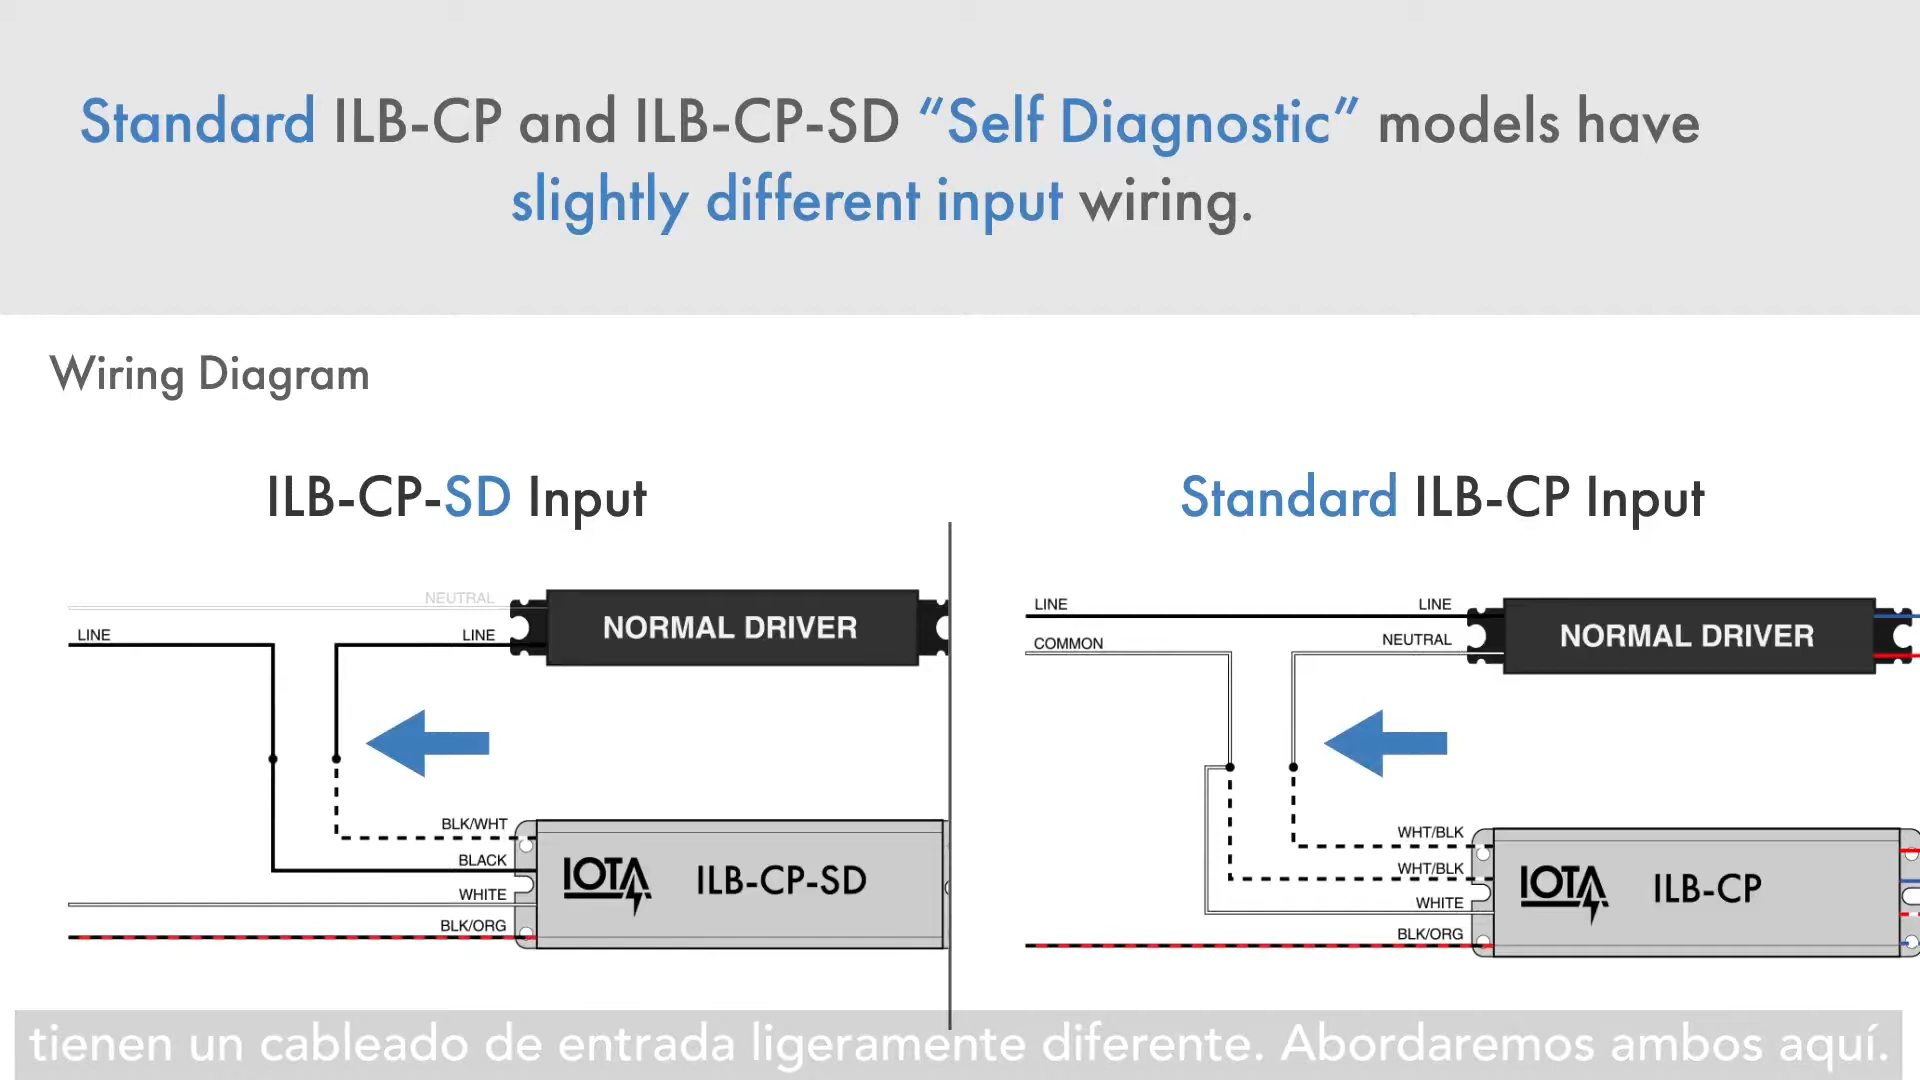 Standard ILB-CP and ILB-CP-SD “Self Diagnostic” models have
slightly different input wiring.
Wiring Diagram
ILB-CP-SD Input
NEUTRAL
LINE
LINE
NORMAL DRIVER
BLK/WHT
BLACK
WHITE
BLK/ORG
IOTA
ILB-CP-SD
Standard ILB-CP Input
LINE
LINE
COMMON
NEUTRAL
NORMAL DRIVER
WHT/BLK
WHT/BLK
WHITE
BLK/ORG
IOTA
ILB-CP
tienen un cableado de entrada ligeramente diferente. Abordaremos ambos aquí.